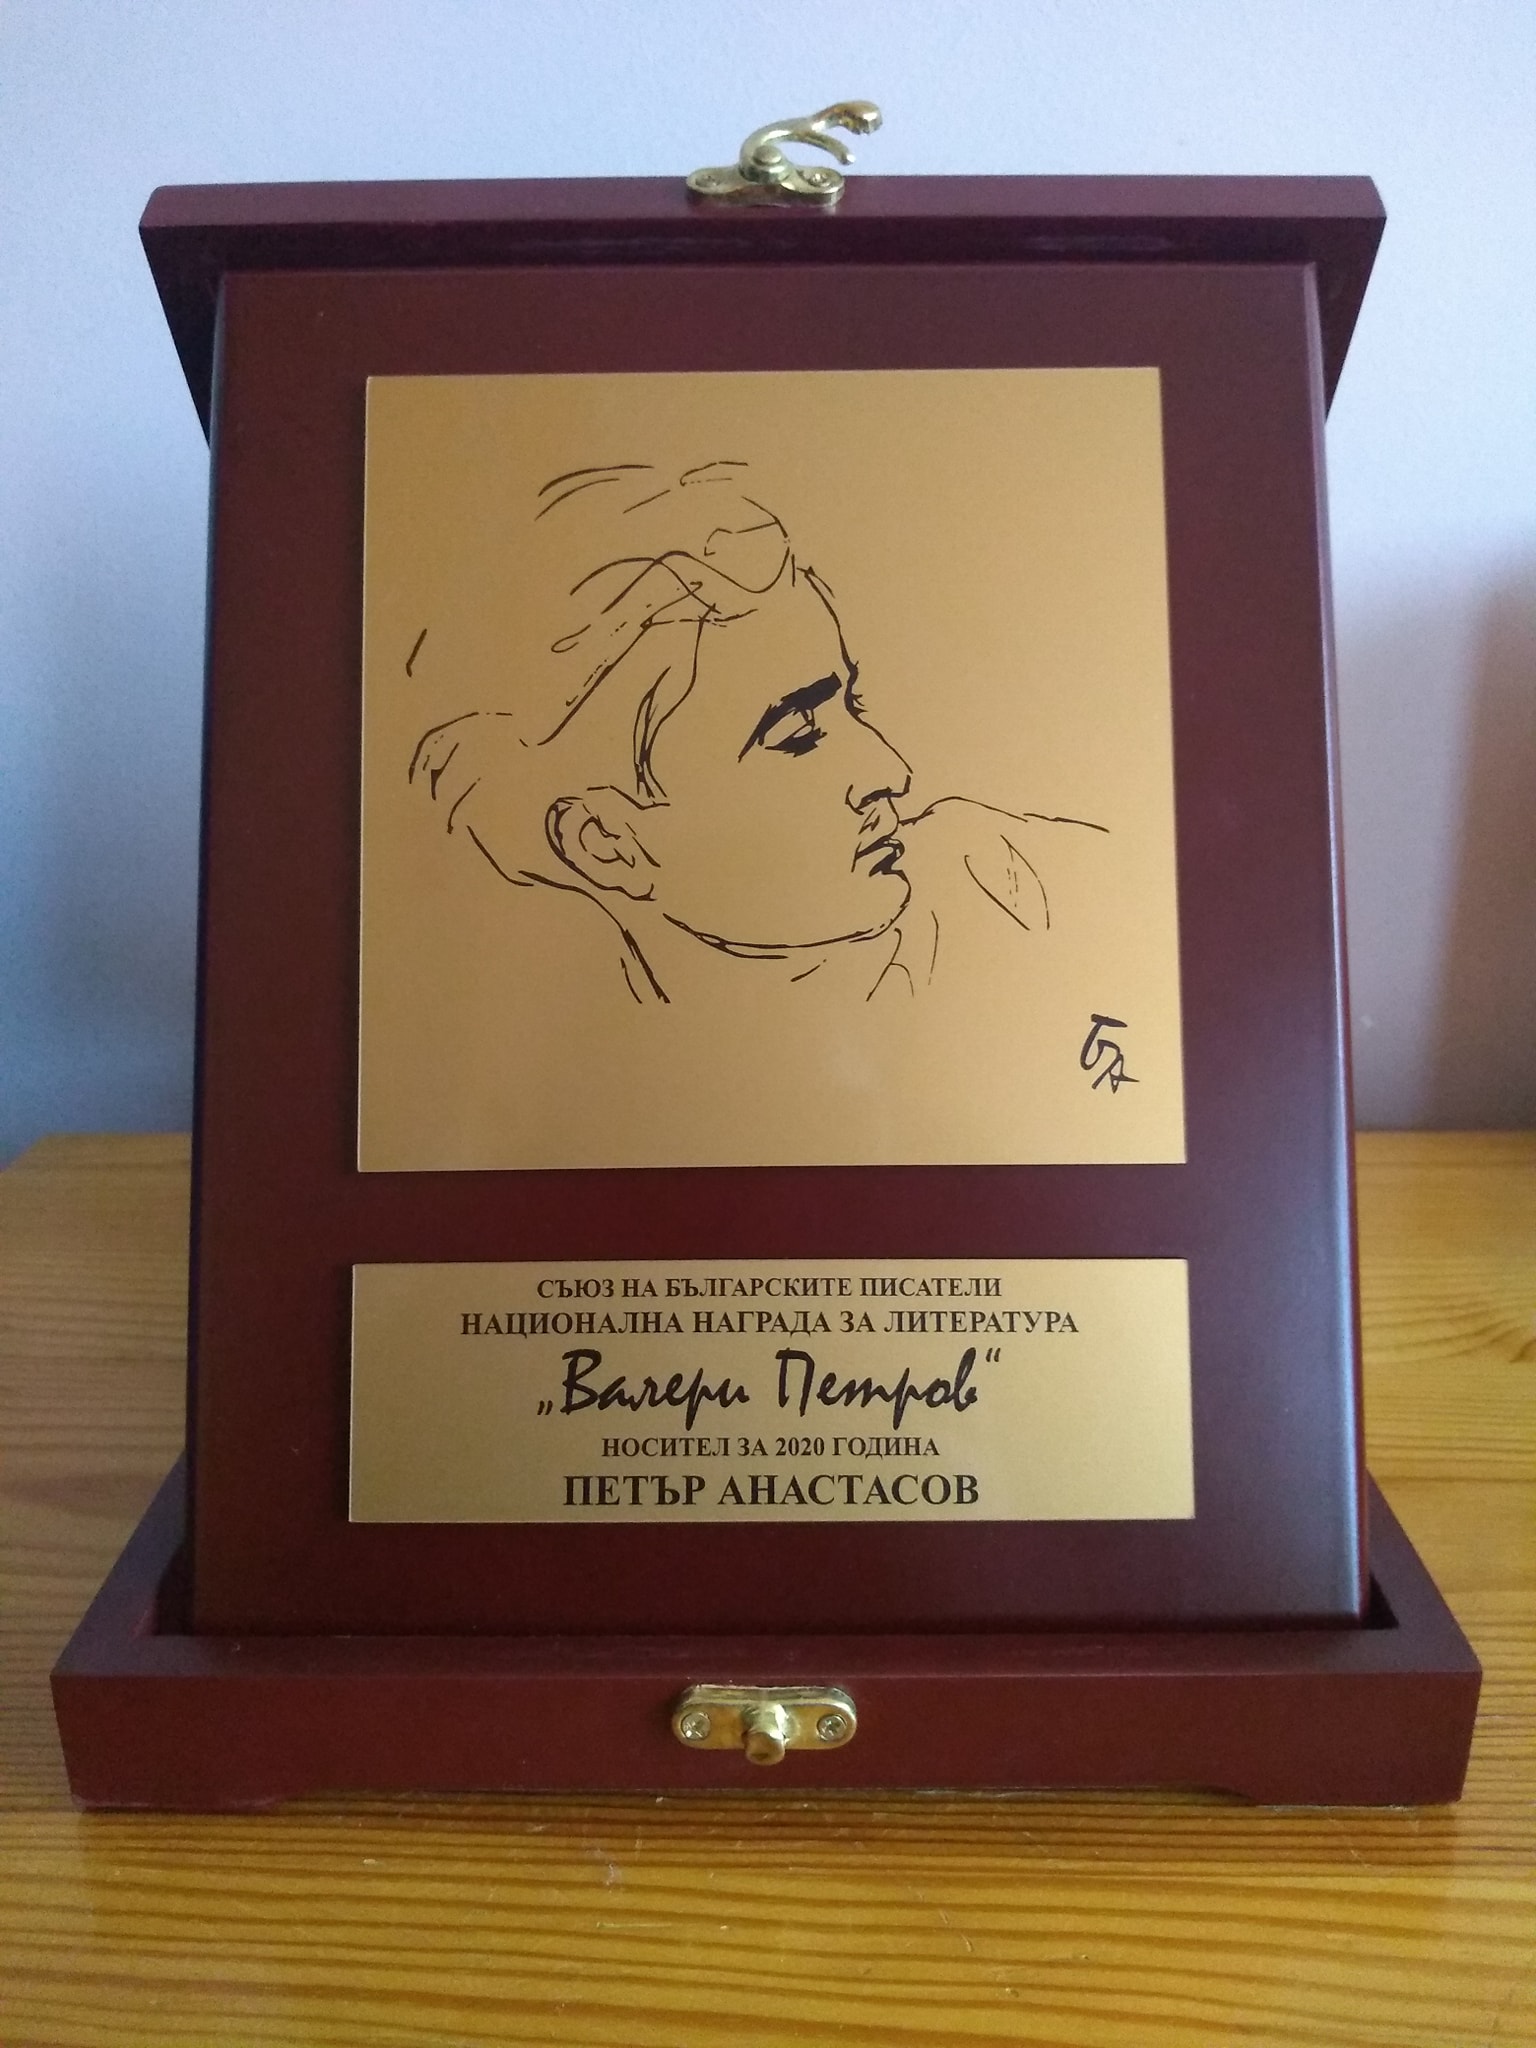 СЪЮЗ НА БЪЛГАРСКИТЕ ПИСАТЕЛИ
НАЦИОНАЛНА НАГРАДА ЗА ЛИТЕРАТУРА
„Валери Петров“
НОСИТЕЛ ЗА 2020 ГОДИНА
ПЕТЪР АНАСТАСОВ